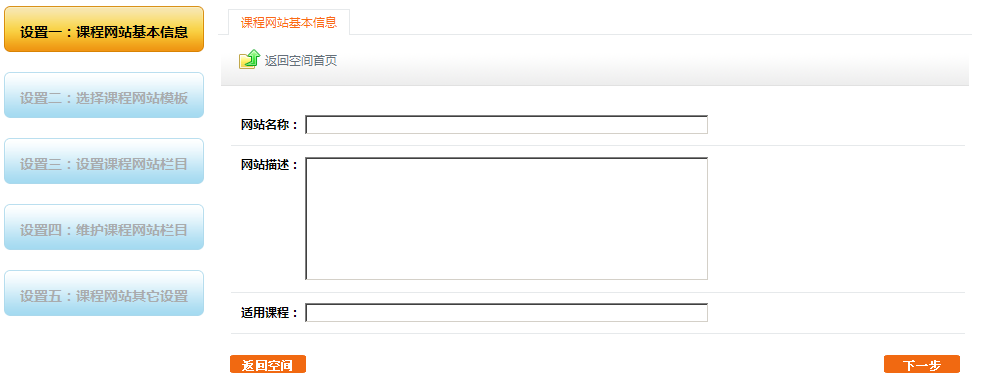 设置一：课程网站基本信息
设置二：选择课程网站模板
设置三：设置课程网站栏目
设置四：维护课程网站栏目
设置五：课程网站其它设置
课程网站基本信息
返回空间首页
网站名称：
网站描述：
适用课程：
返回空间
下一步